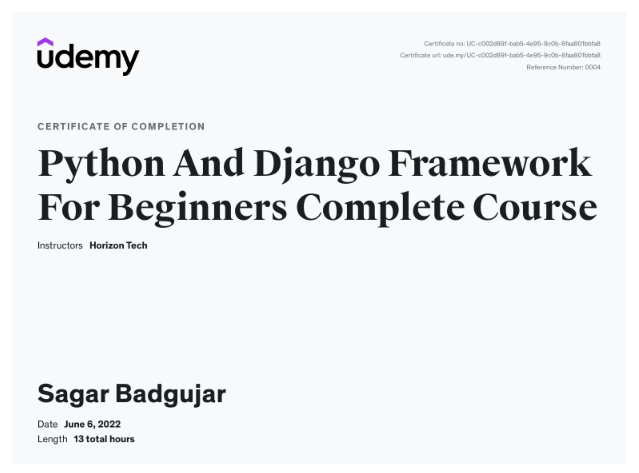 udemy
Certificate no: UC-c002d89f-bab5-4e95-9c0b-8faa801bbfa8
Certificate url: ude.my/UC-c002d89f-bab5-4e95-9c0b-8faa801bbfa8
Reference Number: 0004
CERTIFICATE OF COMPLETION
Python And Django Framework
For Beginners Complete Course
Instructors Horizon Tech
Sagar Badgujar
Date June 6, 2022
Length 13 total hours